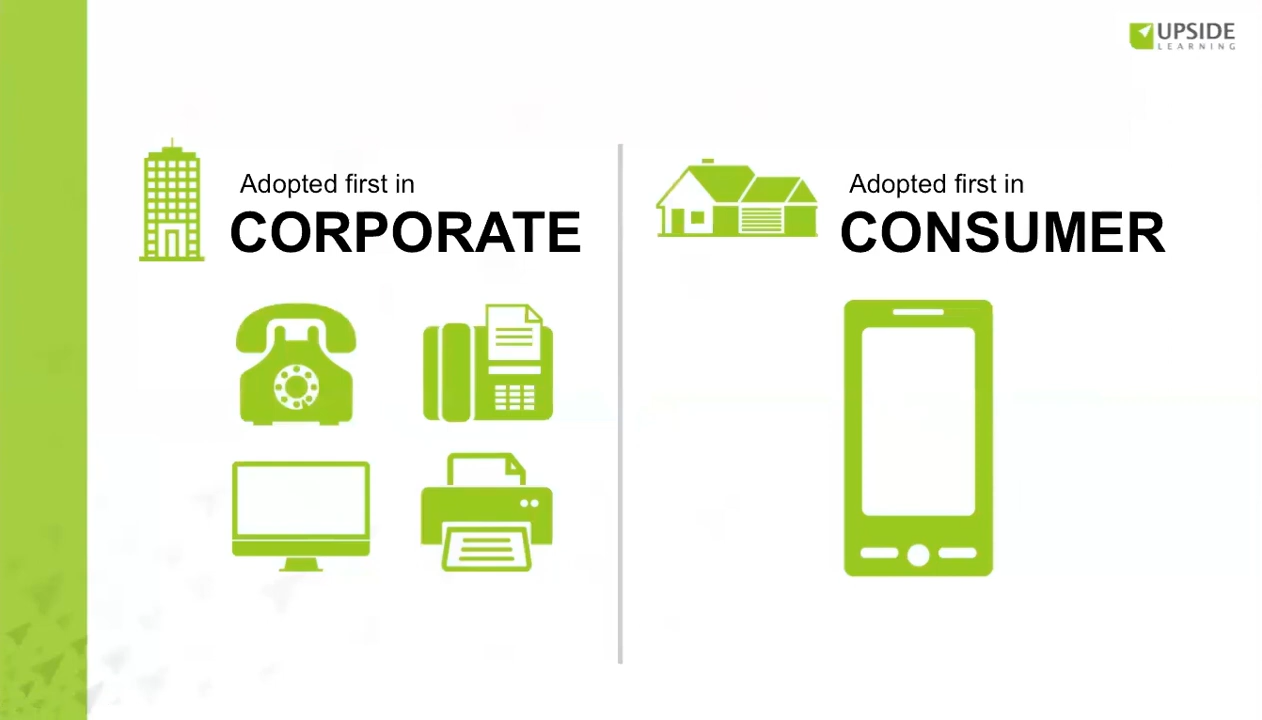 UPSIDE
LEARNING
Adopted first in
CORPORATE
Adopted first in
CONSUMER